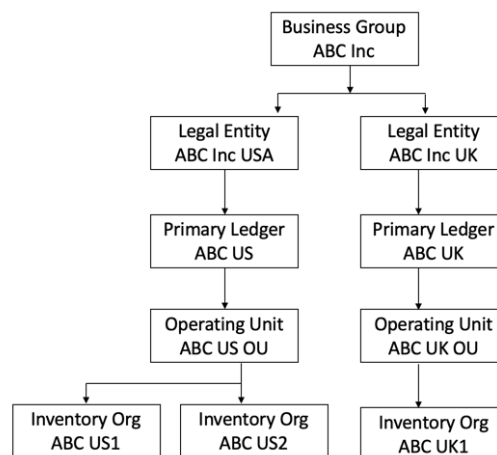 Business Group
ABC Inc
Legal Entity
ABC Inc USA
Legal Entity
ABC Inc UK
Primary Ledger
ABC US
Primary Ledger
ABC UK
Operating Unit
ABC US OU
Operating Unit
ABC UK OU
Inventory Org
ABC US1
Inventory Org
ABC US2
Inventory Org
ABC UK1